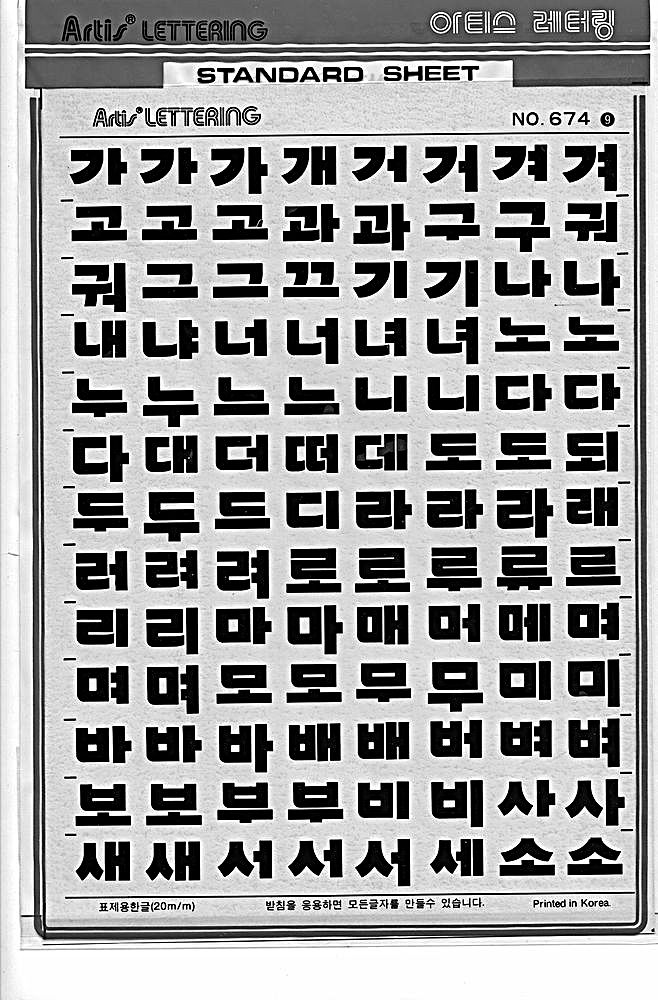 Artis® LETTERING 아티스 레터링
STANDARD SHEET
Artis® LETTERING NO. 674 9
가 가 가 개 거 거 겨 겨
고 고 고 과 과 구 구 궈
궈 그 그 끄 기 기 나 나
내 냐 너 너 녀 녀 노 노
누 누 느 느 니 니 다 다
다 대 더 떠 데 도 도 되
두 두 드 디 라 라 라 래
러 려 려 로 로 루 류 르
리 리 마 마 매 머 메 며
며 며 모 모 무 무 미 미
바 바 바 배 배 버 벼 벼
보 보 부 부 비 비 사 사
새 새 서 서 서 세 소 소
표제용한글(20m/m) 받침을 응용하면 모든글자를 만들수 있습니다. Printed in Korea.